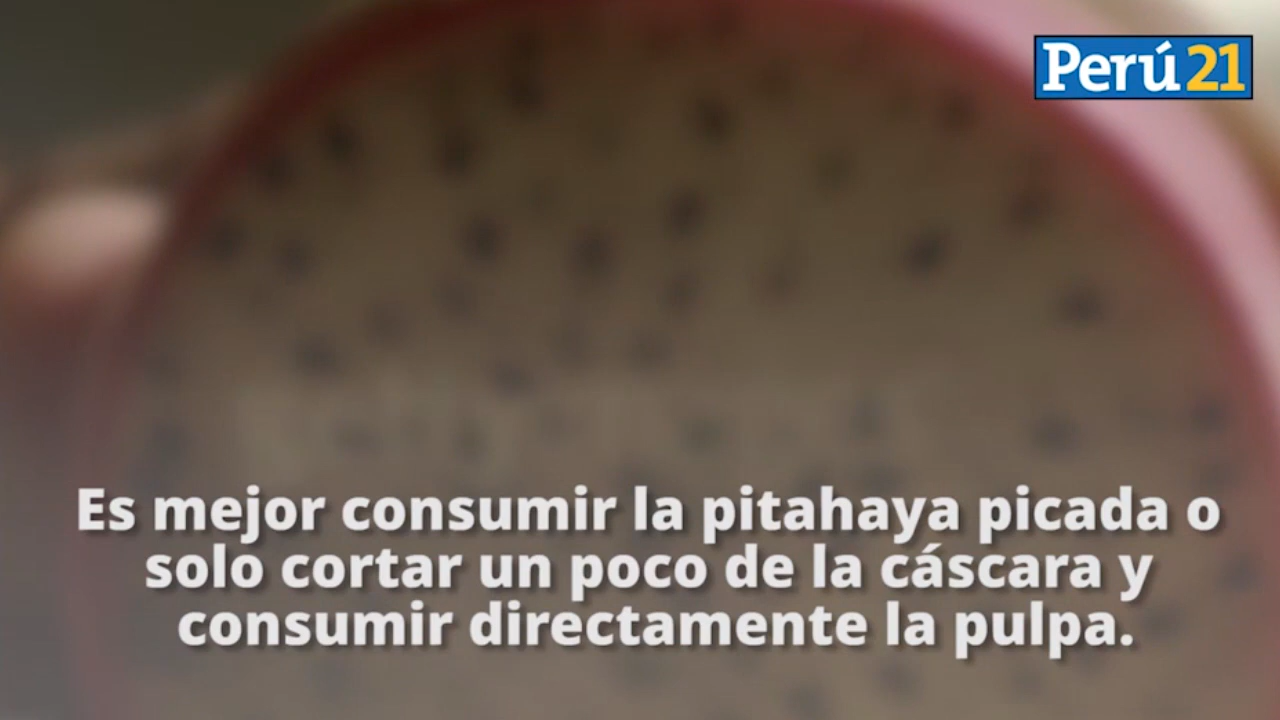 Perú21
Es mejor consumir la pitahaya picada o
solo cortar un poco de la cáscara y
consumir directamente la pulpa.